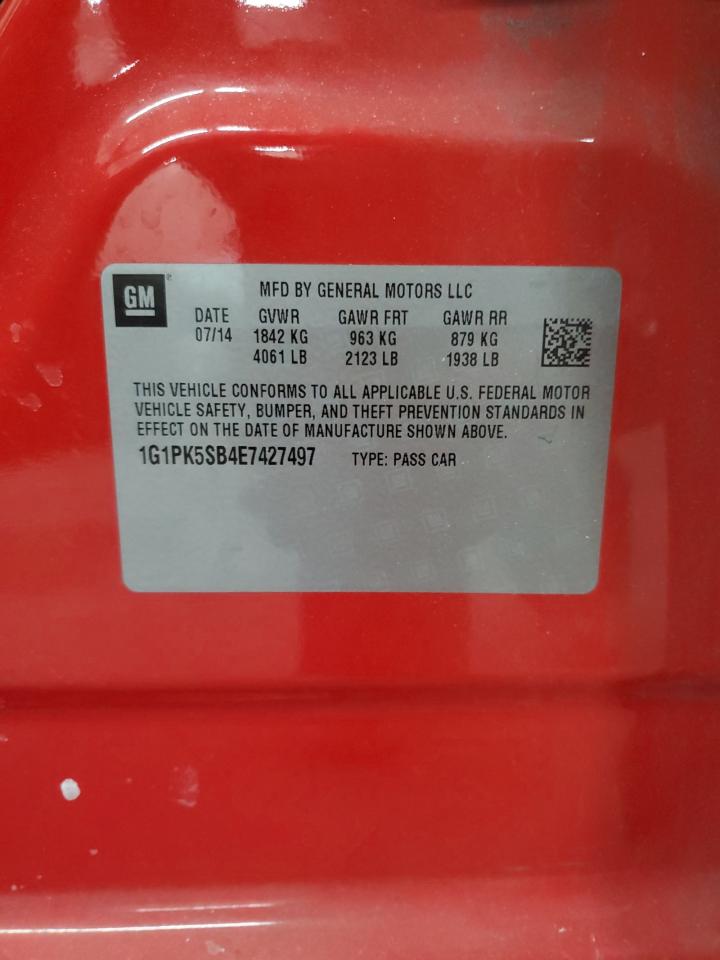 GM
MFD BY GENERAL MOTORS LLC
DATE GVWR GAWR FRT GAWR RR
07/14 1842 KG 963 KG 879 KG
4061 LB 2123 LB 1938 LB
THIS VEHICLE CONFORMS TO ALL APPLICABLE U.S. FEDERAL MOTOR
VEHICLE SAFETY, BUMPER, AND THEFT PREVENTION STANDARDS IN
EFFECT ON THE DATE OF MANUFACTURE SHOWN ABOVE.
1G1PK5SB4E7427497 TYPE: PASS CAR